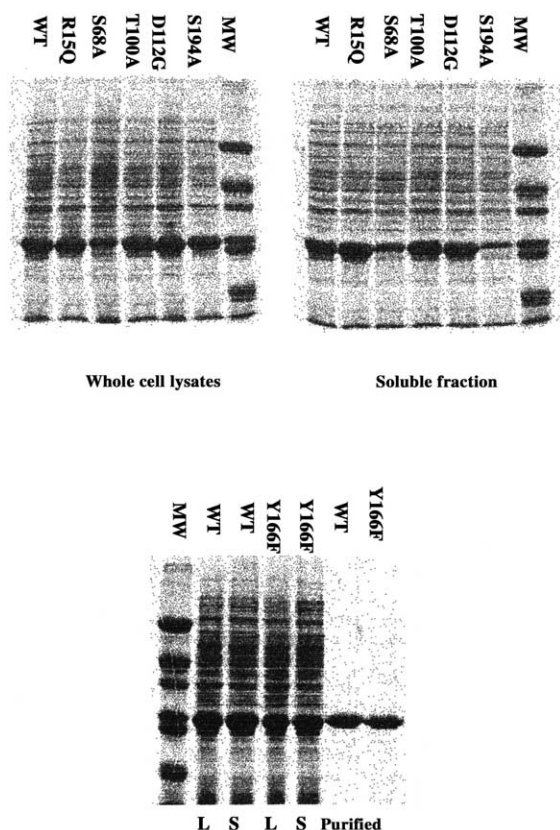 WT R15Q S68A T100A D112G S194A MW
WT R15Q S68A T100A D112G S194A MW
Whole cell lysates
Soluble fraction
MW WT WT Y166F Y166F WT Y166F
L S L S Purified